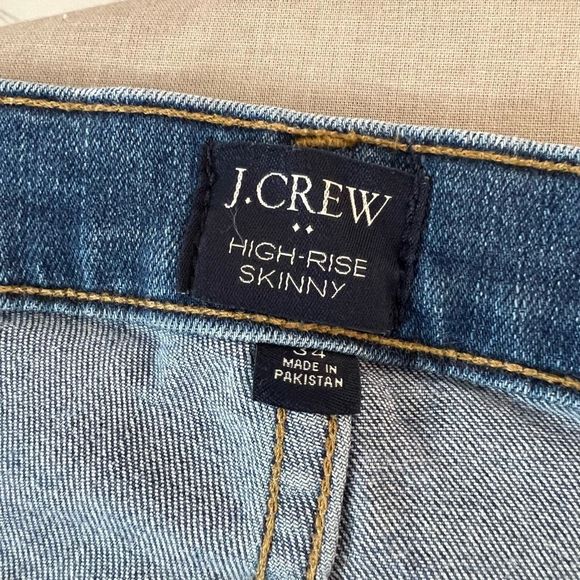 J.CREW
HIGH-RISE
SKINNY
34
MADE IN
PAKISTAN